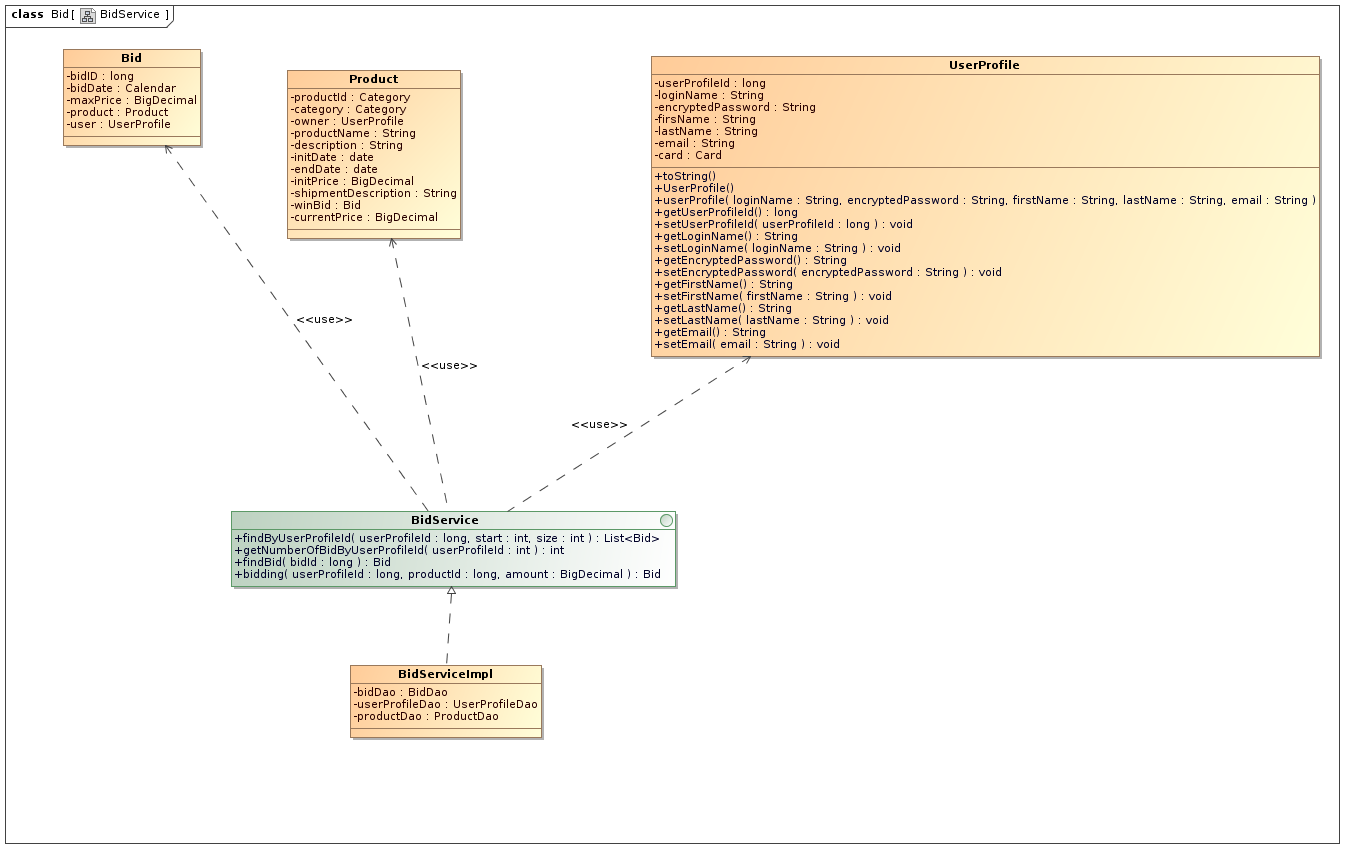 class Bid[ BidService ]
Bid
-bidID : long
-bidDate : Calendar
-maxPrice : BigDecimal
-product : Product
-user : UserProfile
Product
-productId : Category
-category : Category
-owner : UserProfile
-productName : String
-description : String
-initDate : date
-endDate : date
-initPrice : BigDecimal
-shipmentDescription : String
-winBid : Bid
-currentPrice : BigDecimal
UserProfile
-userProfileId : long
-loginName : String
-encryptedPassword : String
-firsName : String
-lastName : String
-email : String
-card : Card
+toString()
+UserProfile()
+userProfile( loginName : String, encryptedPassword : String, firstName : String, lastName : String, email : String )
+getUserProfileId() : long
+setUserProfileId( userProfileId : long ) : void
+getLoginName() : String
+setLoginName( loginName : String ) : void
+getEncryptedPassword() : String
+setEncryptedPassword( encryptedPassword : String ) : void
+getFirstName() : String
+setFirstName( firstName : String ) : void
+getLastName() : String
+setLastName( lastName : String ) : void
+getEmail() : String
+setEmail( email : String ) : void
<<use>>
<<use>>
<<use>>
BidService
+findByUserProfileId( userProfileId : long, start : int, size : int ) : List<Bid>
+getNumberOfBidByUserProfileId( userProfileId : int ) : int
+findBid( bidId : long ) : Bid
+bidding( userProfileId : long, productId : long, amount : BigDecimal ) : Bid
BidServiceImpl
-bidDao : BidDao
-userProfileDao : UserProfileDao
-productDao : ProductDao